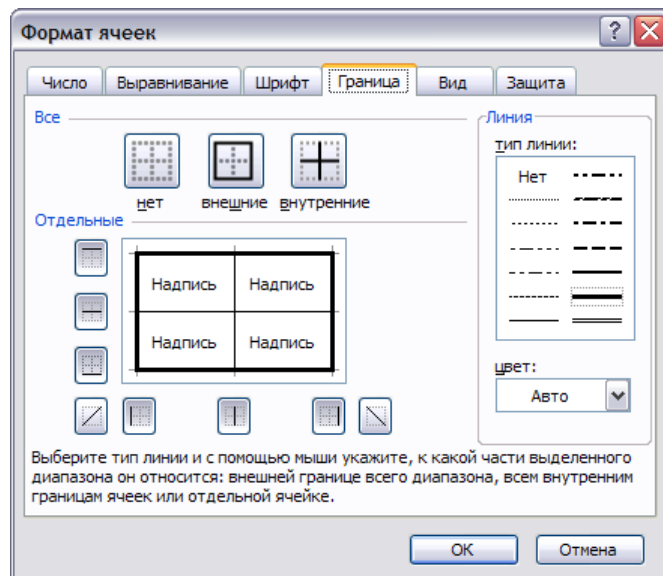 Формат ячеек
Число Выравнивание Шрифт Граница Вид Защита
Все
нет внешние внутренние
Отдельные
Надпись Надпись
Надпись Надпись
Линия
тип линии:
Нет
цвет:
Авто
Выберите тип линии и с помощью мыши укажите, к какой части выделенного
диапазона он относится: внешней границе всего диапазона, всем внутренним
границам ячеек или отдельной ячейке.
ОК Отмена